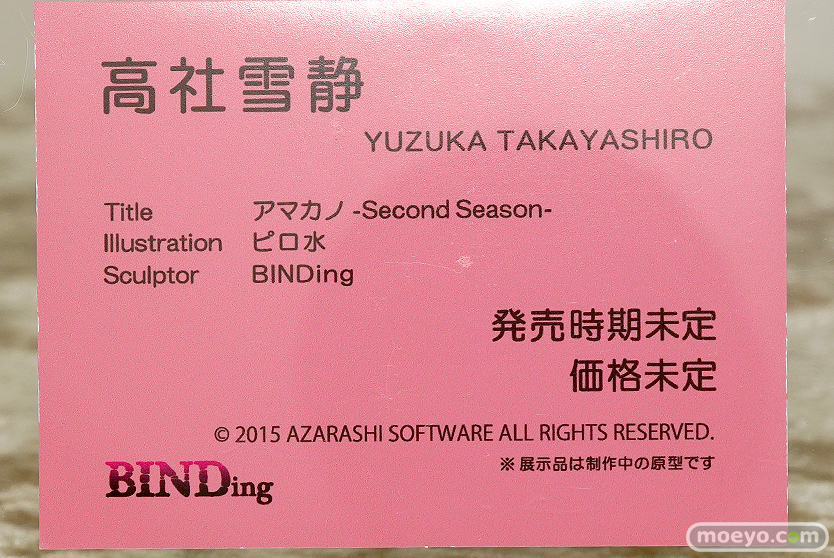 高社雪静
YUZUKA TAKAYASHIRO
Title アマカノ -Second Season-
Illustration ピロ水
Sculptor BINDing
発売時期未定
価格未定
© 2015 AZARASHI SOFTWARE ALL RIGHTS RESERVED.
※展示品は制作中の原型です
BINDing
moeyo.com